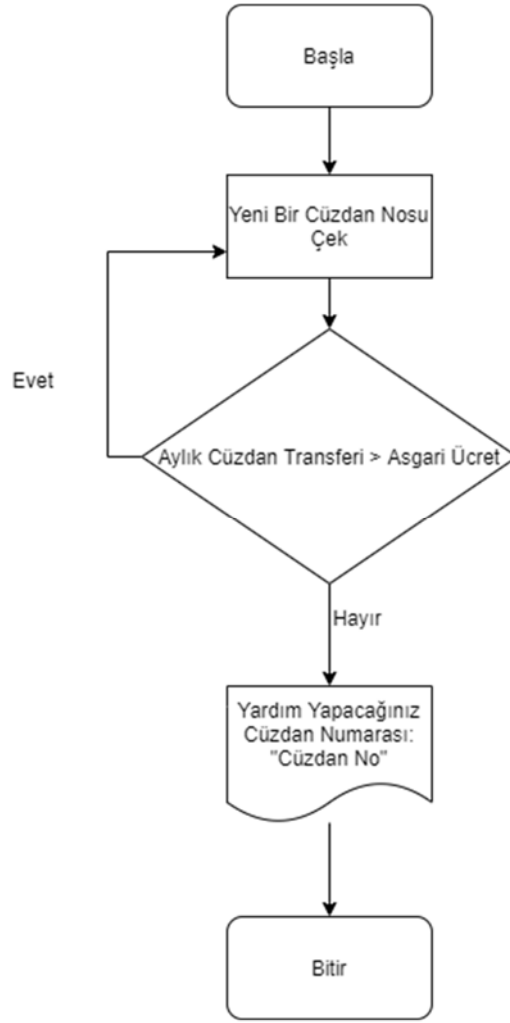 Başla
Yeni Bir Cüzdan Nosu
Çek
Evet
Aylık Cüzdan Transferi > Asgari Ücret
Hayır
Yardım Yapacağınız
Cüzdan Numarası:
"Cüzdan No"
Bitir